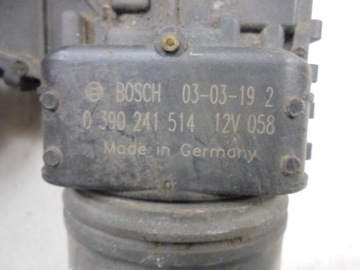 BOSCH 03-03-19 2
0 390 241 514 12V 058
Made in Germany